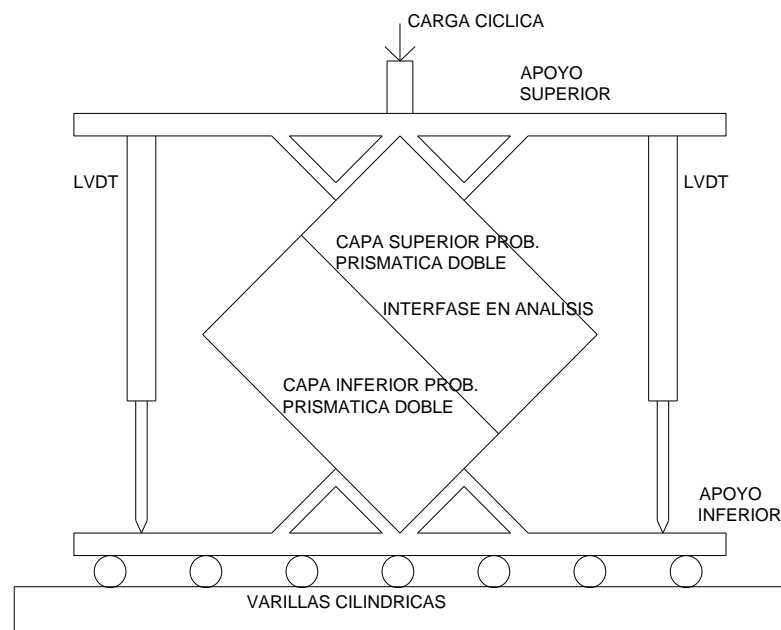 CARGA CICLICA
APOYO
SUPERIOR
LVDT
LVDT
CAPA SUPERIOR PROB.
PRISMATICA DOBLE
INTERFASE EN ANALISIS
CAPA INFERIOR PROB.
PRISMATICA DOBLE
APOYO
INFERIOR
VARILLAS CILINDRICAS